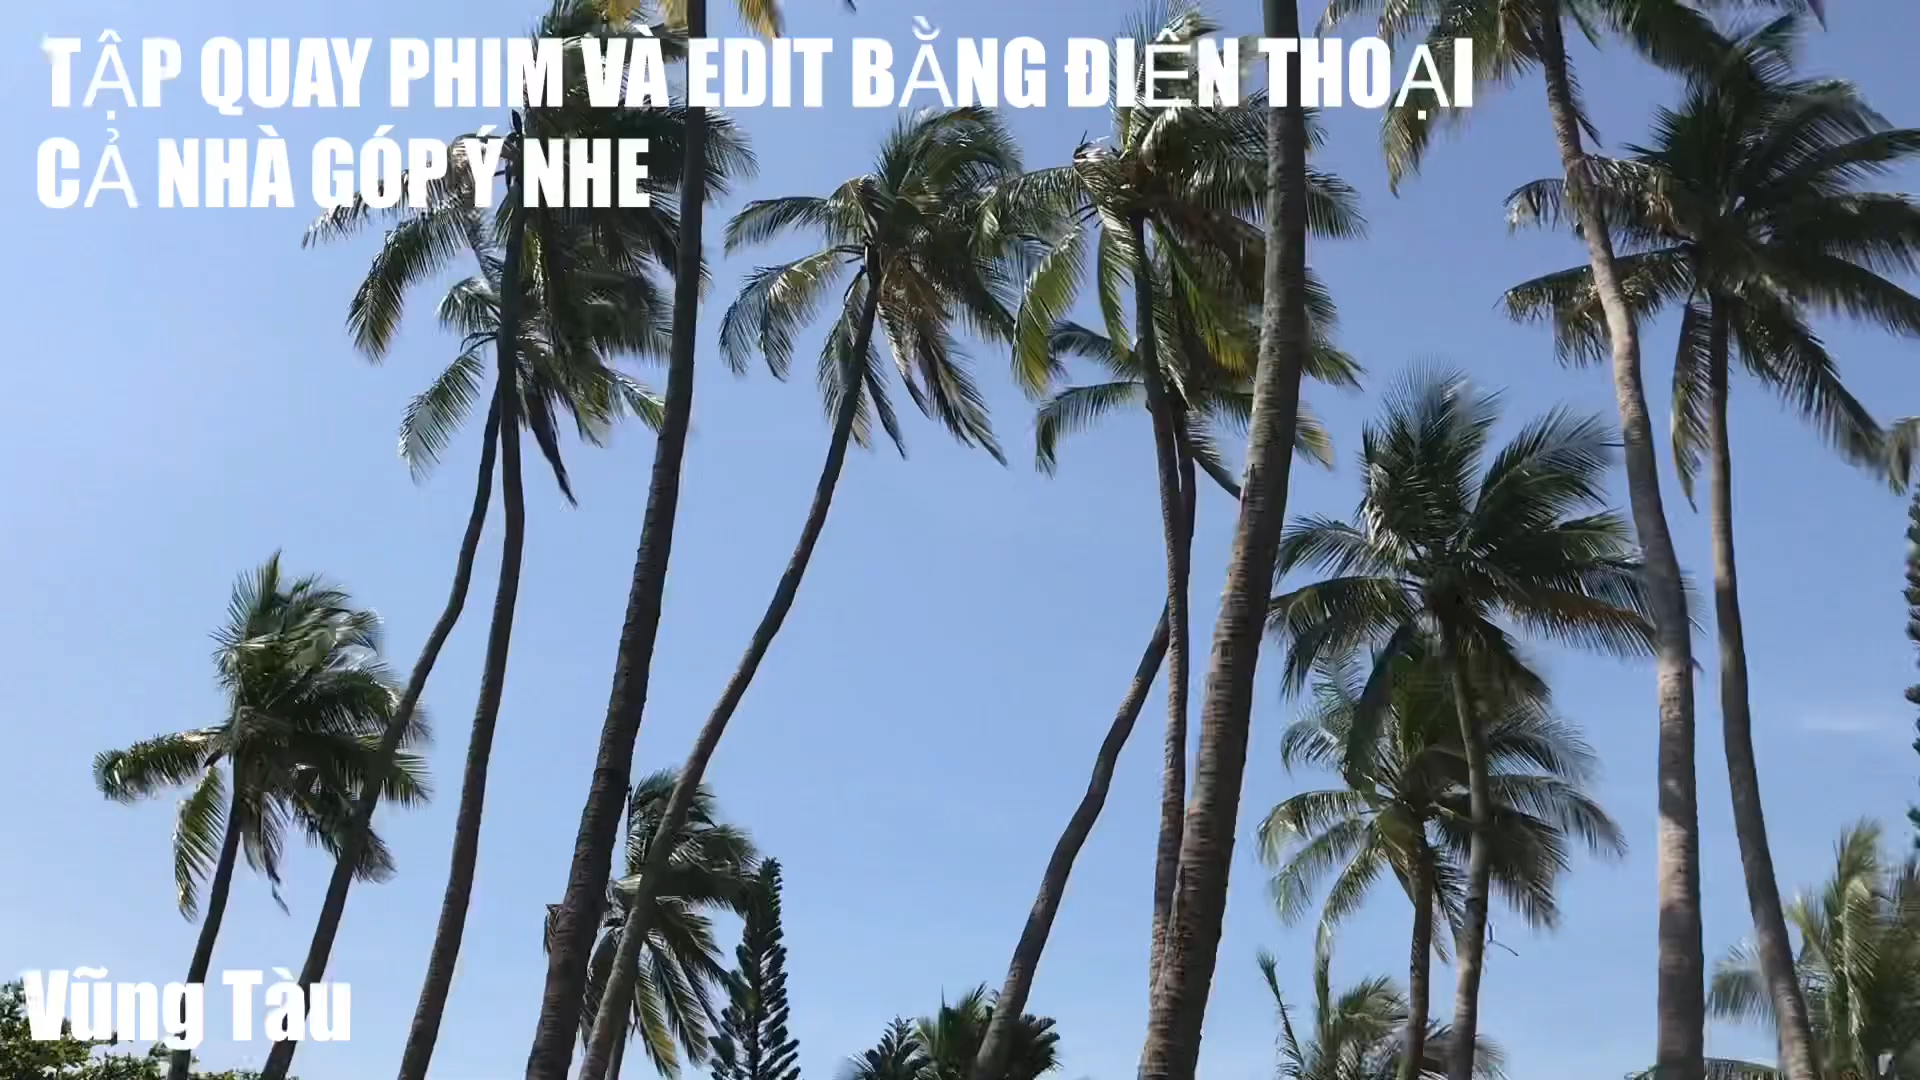 TẬP QUAY PHIM VÀ EDIT BẰNG ĐIỆN THOẠI
CẢ NHÀ GÓP Ý NHE
Vũng Tàu